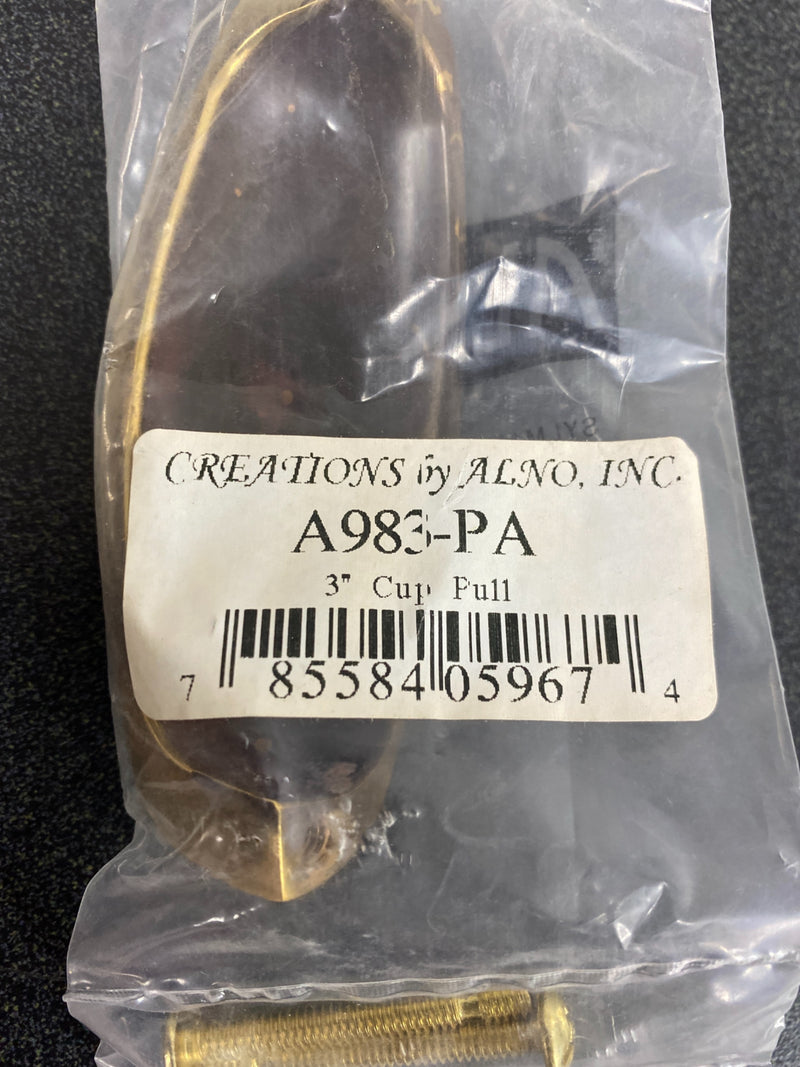 CREATIONS by ALNO, INC.
A983-PA
3" Cup Pull
7 85584 05967 4